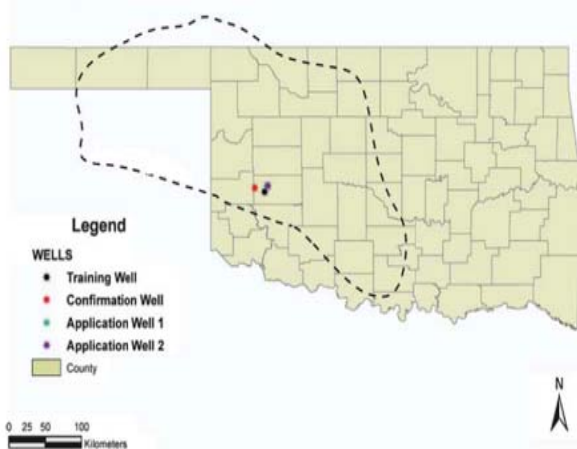 Legend
WELLS
Training Well
Confirmation Well
Application Well 1
Application Well 2
County
N
0 25 50 100
Kilometers